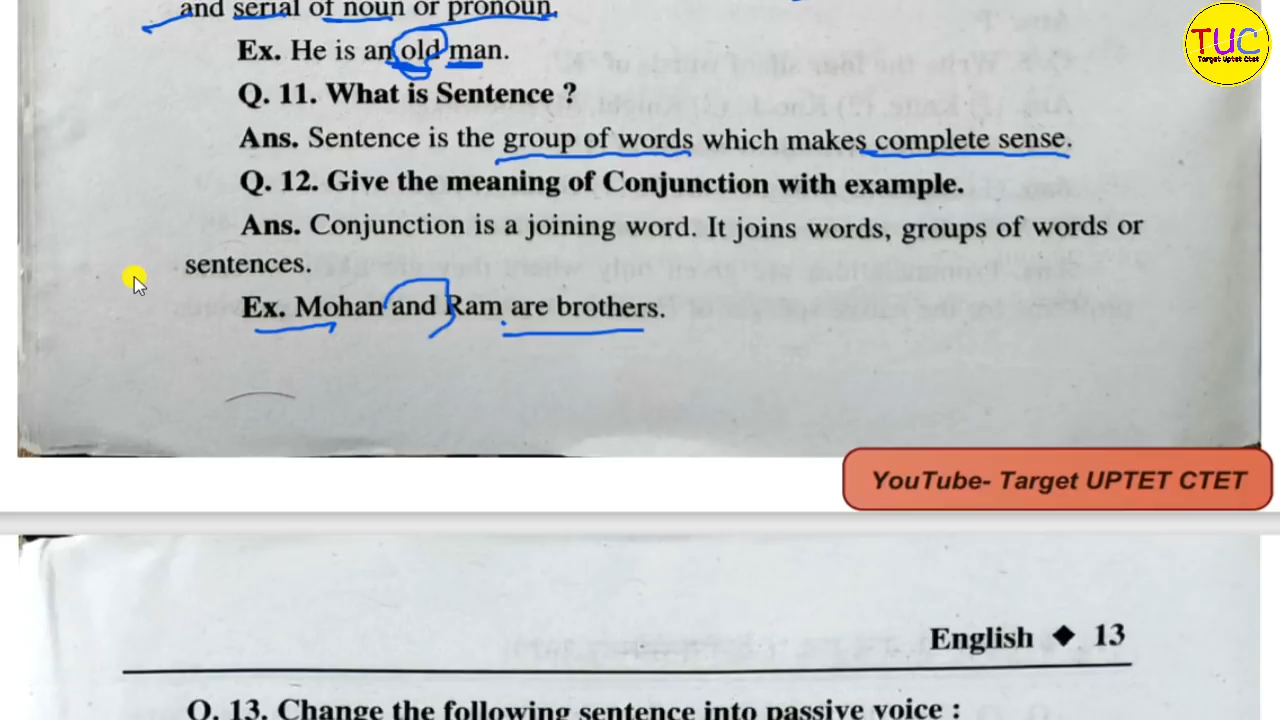 and serial of noun or pronoun.
Ex. He is an old man.
Q. 11. What is Sentence ?
Ans. Sentence is the group of words which makes complete sense.
Q. 12. Give the meaning of Conjunction with example.
Ans. Conjunction is a joining word. It joins words, groups of words or
sentences.
Ex. Mohan and Ram are brothers.
TUC
Target Uptet Ctet
YouTube- Target UPTET CTET
English ◆ 13
Q. 13. Change the following sentence into passive voice :